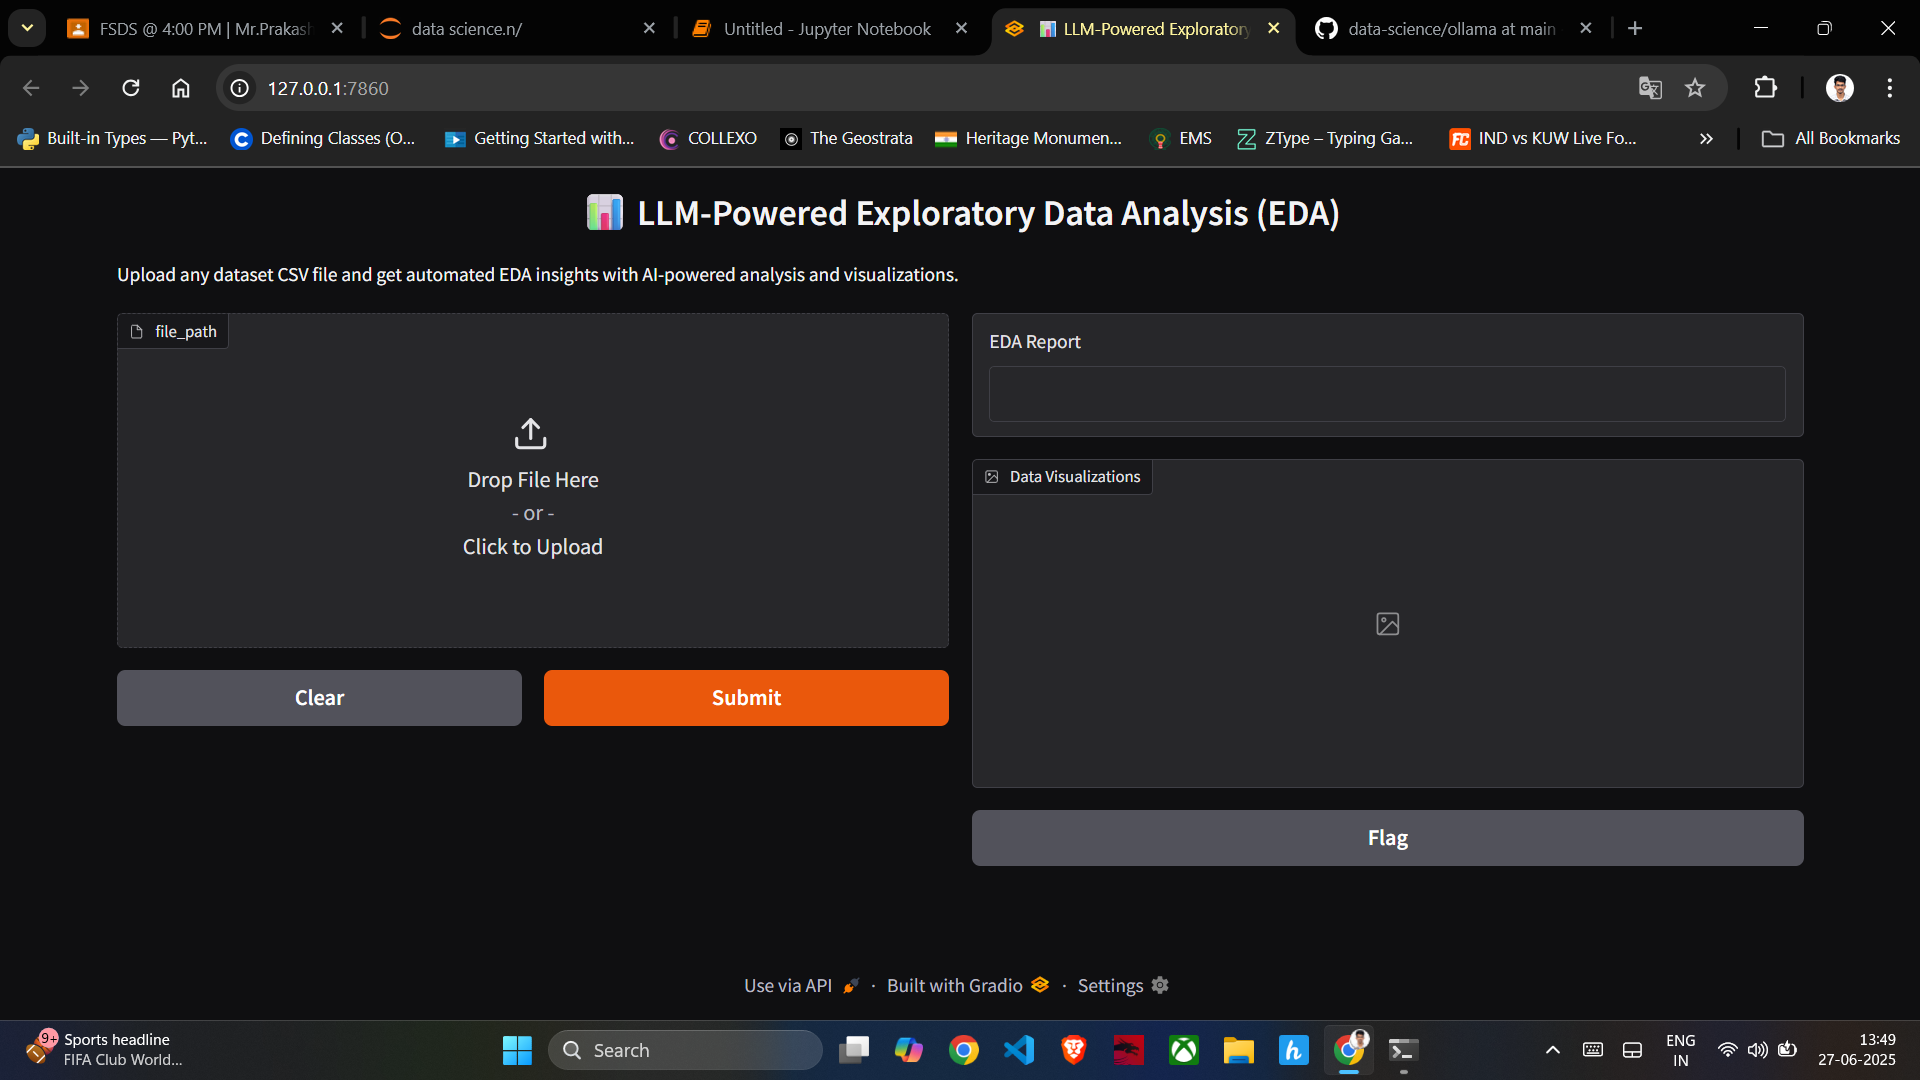 FSDS @ 4:00 PM | Mr.Prakash
data science.n/
Untitled - Jupyter Notebook
LLM-Powered Exploratory
data-science/ollama at main
127.0.0.1:7860
Built-in Types — Pyt...
Defining Classes (O...
Getting Started with...
COLLEXO
The Geostrata
Heritage Monumen...
EMS
ZType – Typing Ga...
IND vs KUW Live Fo...
All Bookmarks
LLM-Powered Exploratory Data Analysis (EDA)
Upload any dataset CSV file and get automated EDA insights with AI-powered analysis and visualizations.
file_path
Drop File Here
- or -
Click to Upload
Clear
Submit
EDA Report
Data Visualizations
Flag
Use via API · Built with Gradio · Settings
9+
Sports headline
FIFA Club World...
Search
ENG
IN
13:49
27-06-2025